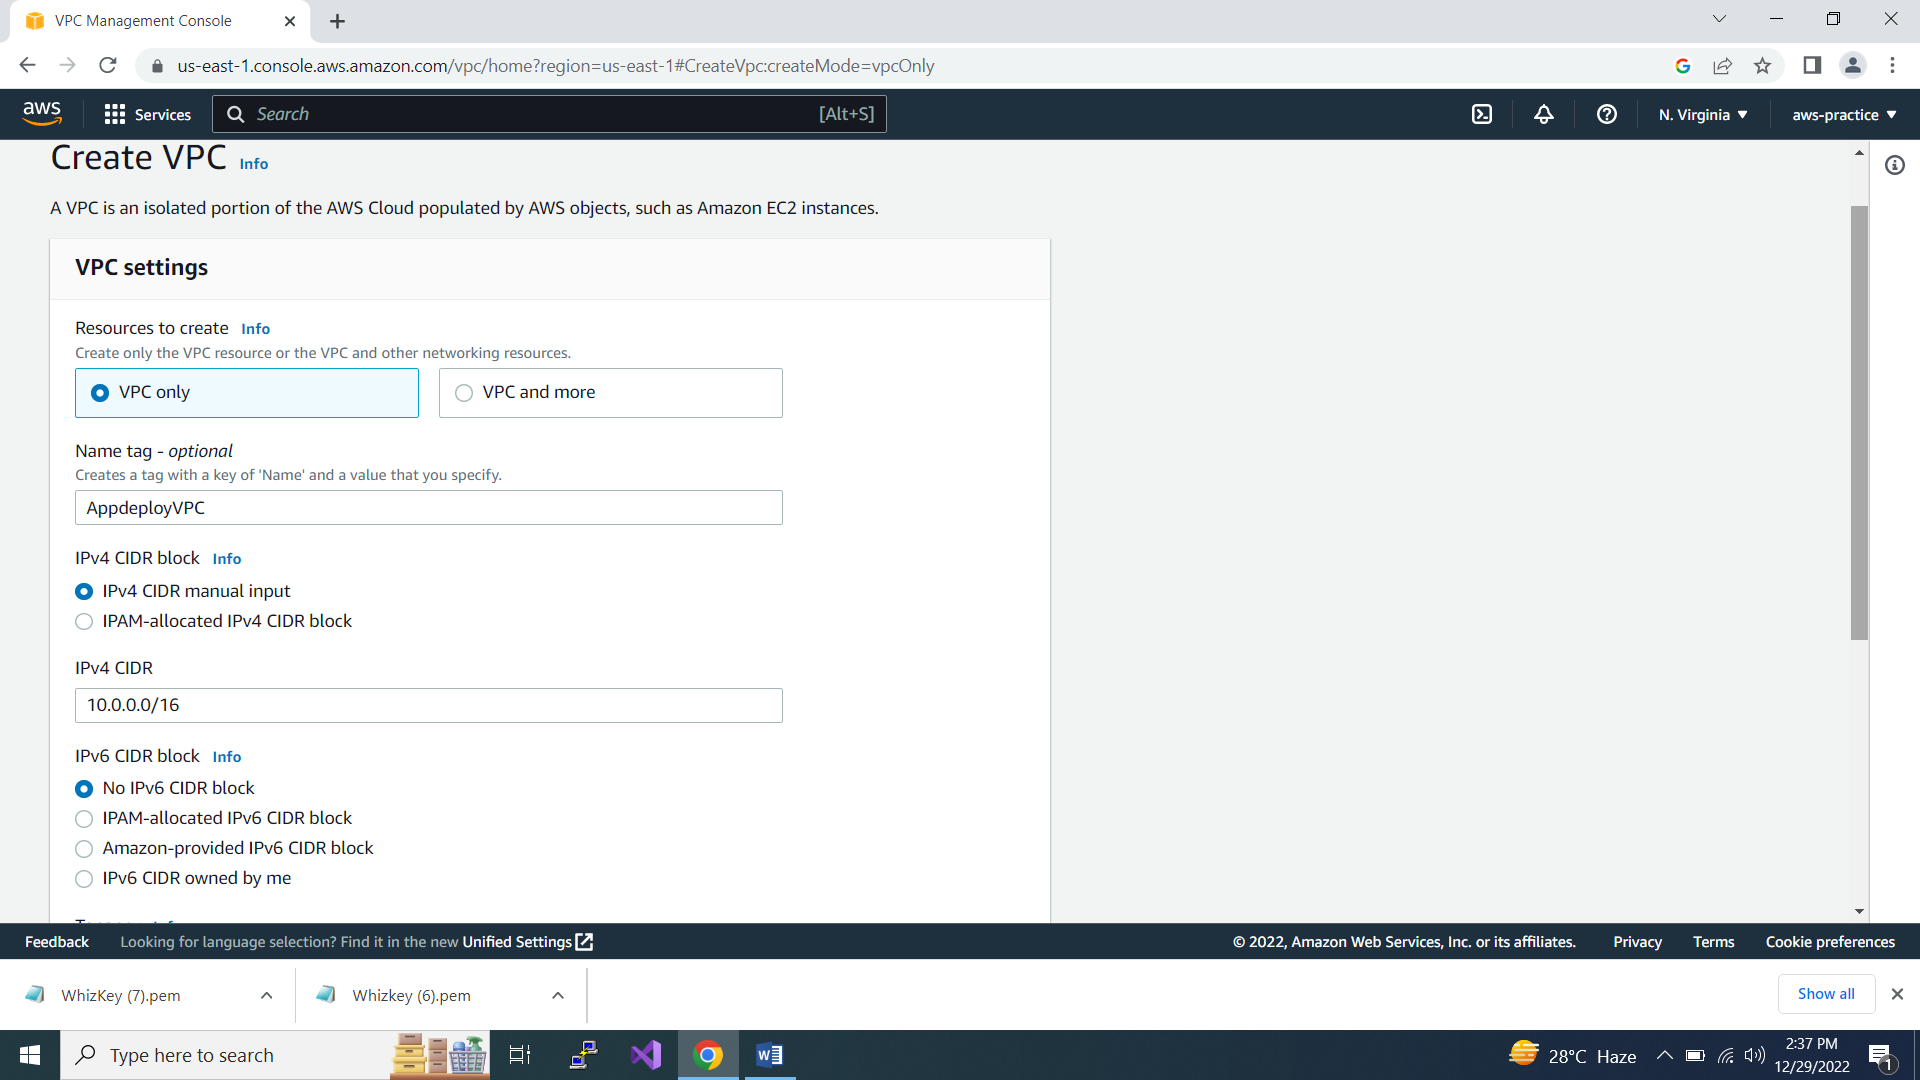 VPC Management Console
us-east-1.console.aws.amazon.com/vpc/home?region=us-east-1#CreateVpc:createMode=vpcOnly
aws
Services
Search
[Alt+S]
N. Virginia
aws-practice
Create VPC Info
A VPC is an isolated portion of the AWS Cloud populated by AWS objects, such as Amazon EC2 instances.
VPC settings
Resources to create Info
Create only the VPC resource or the VPC and other networking resources.
VPC only
VPC and more
Name tag - optional
Creates a tag with a key of 'Name' and a value that you specify.
AppdeployVPC
IPv4 CIDR block Info
IPv4 CIDR manual input
IPAM-allocated IPv4 CIDR block
IPv4 CIDR
10.0.0.0/16
IPv6 CIDR block Info
No IPv6 CIDR block
IPAM-allocated IPv6 CIDR block
Amazon-provided IPv6 CIDR block
IPv6 CIDR owned by me
Feedback
Looking for language selection? Find it in the new Unified Settings
© 2022, Amazon Web Services, Inc. or its affiliates.
Privacy
Terms
Cookie preferences
WhizKey (7).pem
Whizkey (6).pem
Show all
Type here to search
28°C Haze
2:37 PM
12/29/2022
1